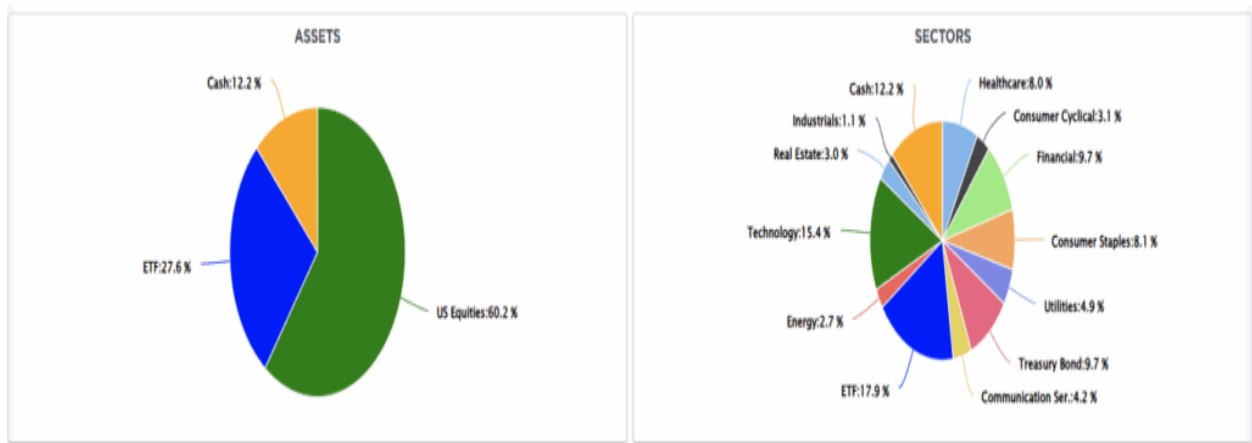 ASSETS
Cash:12.2 %
ETF:27.6 %
US Equities:60.2 %
SECTORS
Healthcare:8.0 %
Cash:12.2 %
Consumer Cyclical:3.1 %
Industrials:1.1 %
Real Estate:3.0 %
Financial:9.7 %
Technology:15.4 %
Consumer Staples:8.1 %
Utilities:4.9 %
Energy:2.7 %
Treasury Bond:9.7 %
ETF:17.9 %
Communication Ser.:4.2 %